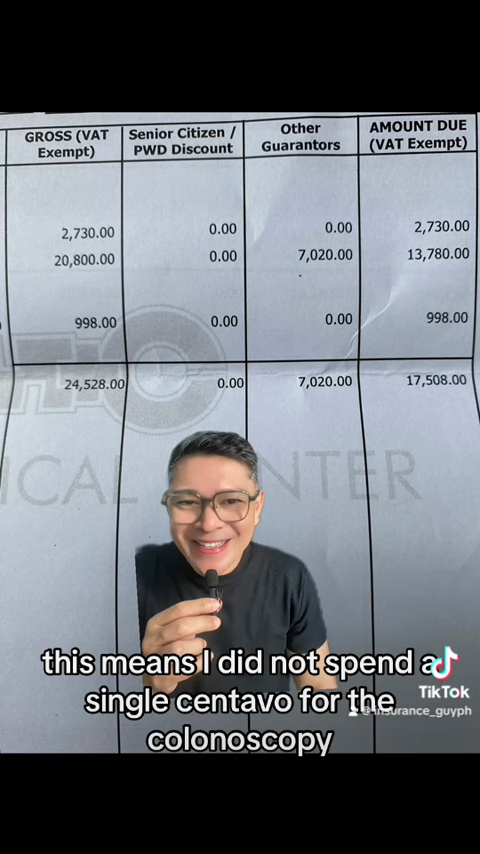 GROSS (VAT Exempt) Senior Citizen / PWD Discount Other Guarantors AMOUNT DUE (VAT Exempt)
2,730.00 0.00 0.00 2,730.00
20,800.00 0.00 7,020.00 13,780.00
998.00 0.00 0.00 998.00
24,528.00 0.00 7,020.00 17,508.00
this means I did not spend a
single centavo for the
colonoscopy
TikTok
@insurance_guyph